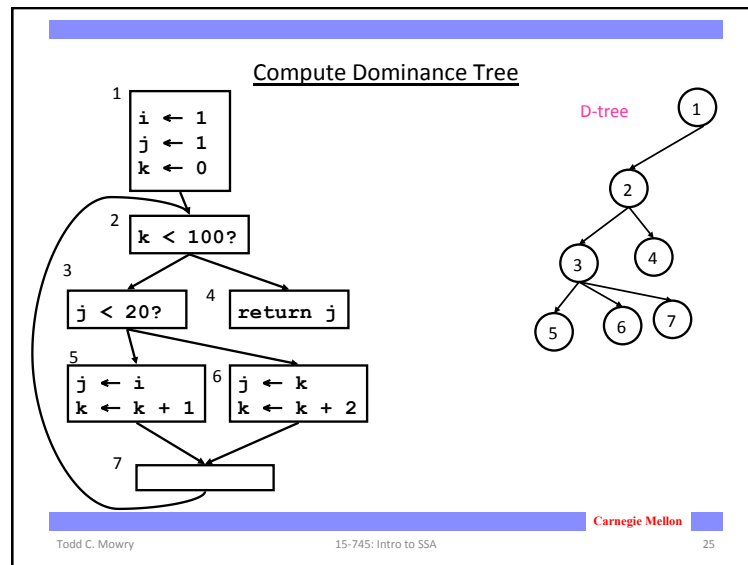 Compute Dominance Tree
1
i ← 1
j ← 1
k ← 0
2
k < 100?
3
j < 20?
4
return j
5
j ← i
k ← k + 1
6
j ← k
k ← k + 2
7
D-tree
1
2
3
4
5
6
7
Carnegie Mellon
Todd C. Mowry
15-745: Intro to SSA
25